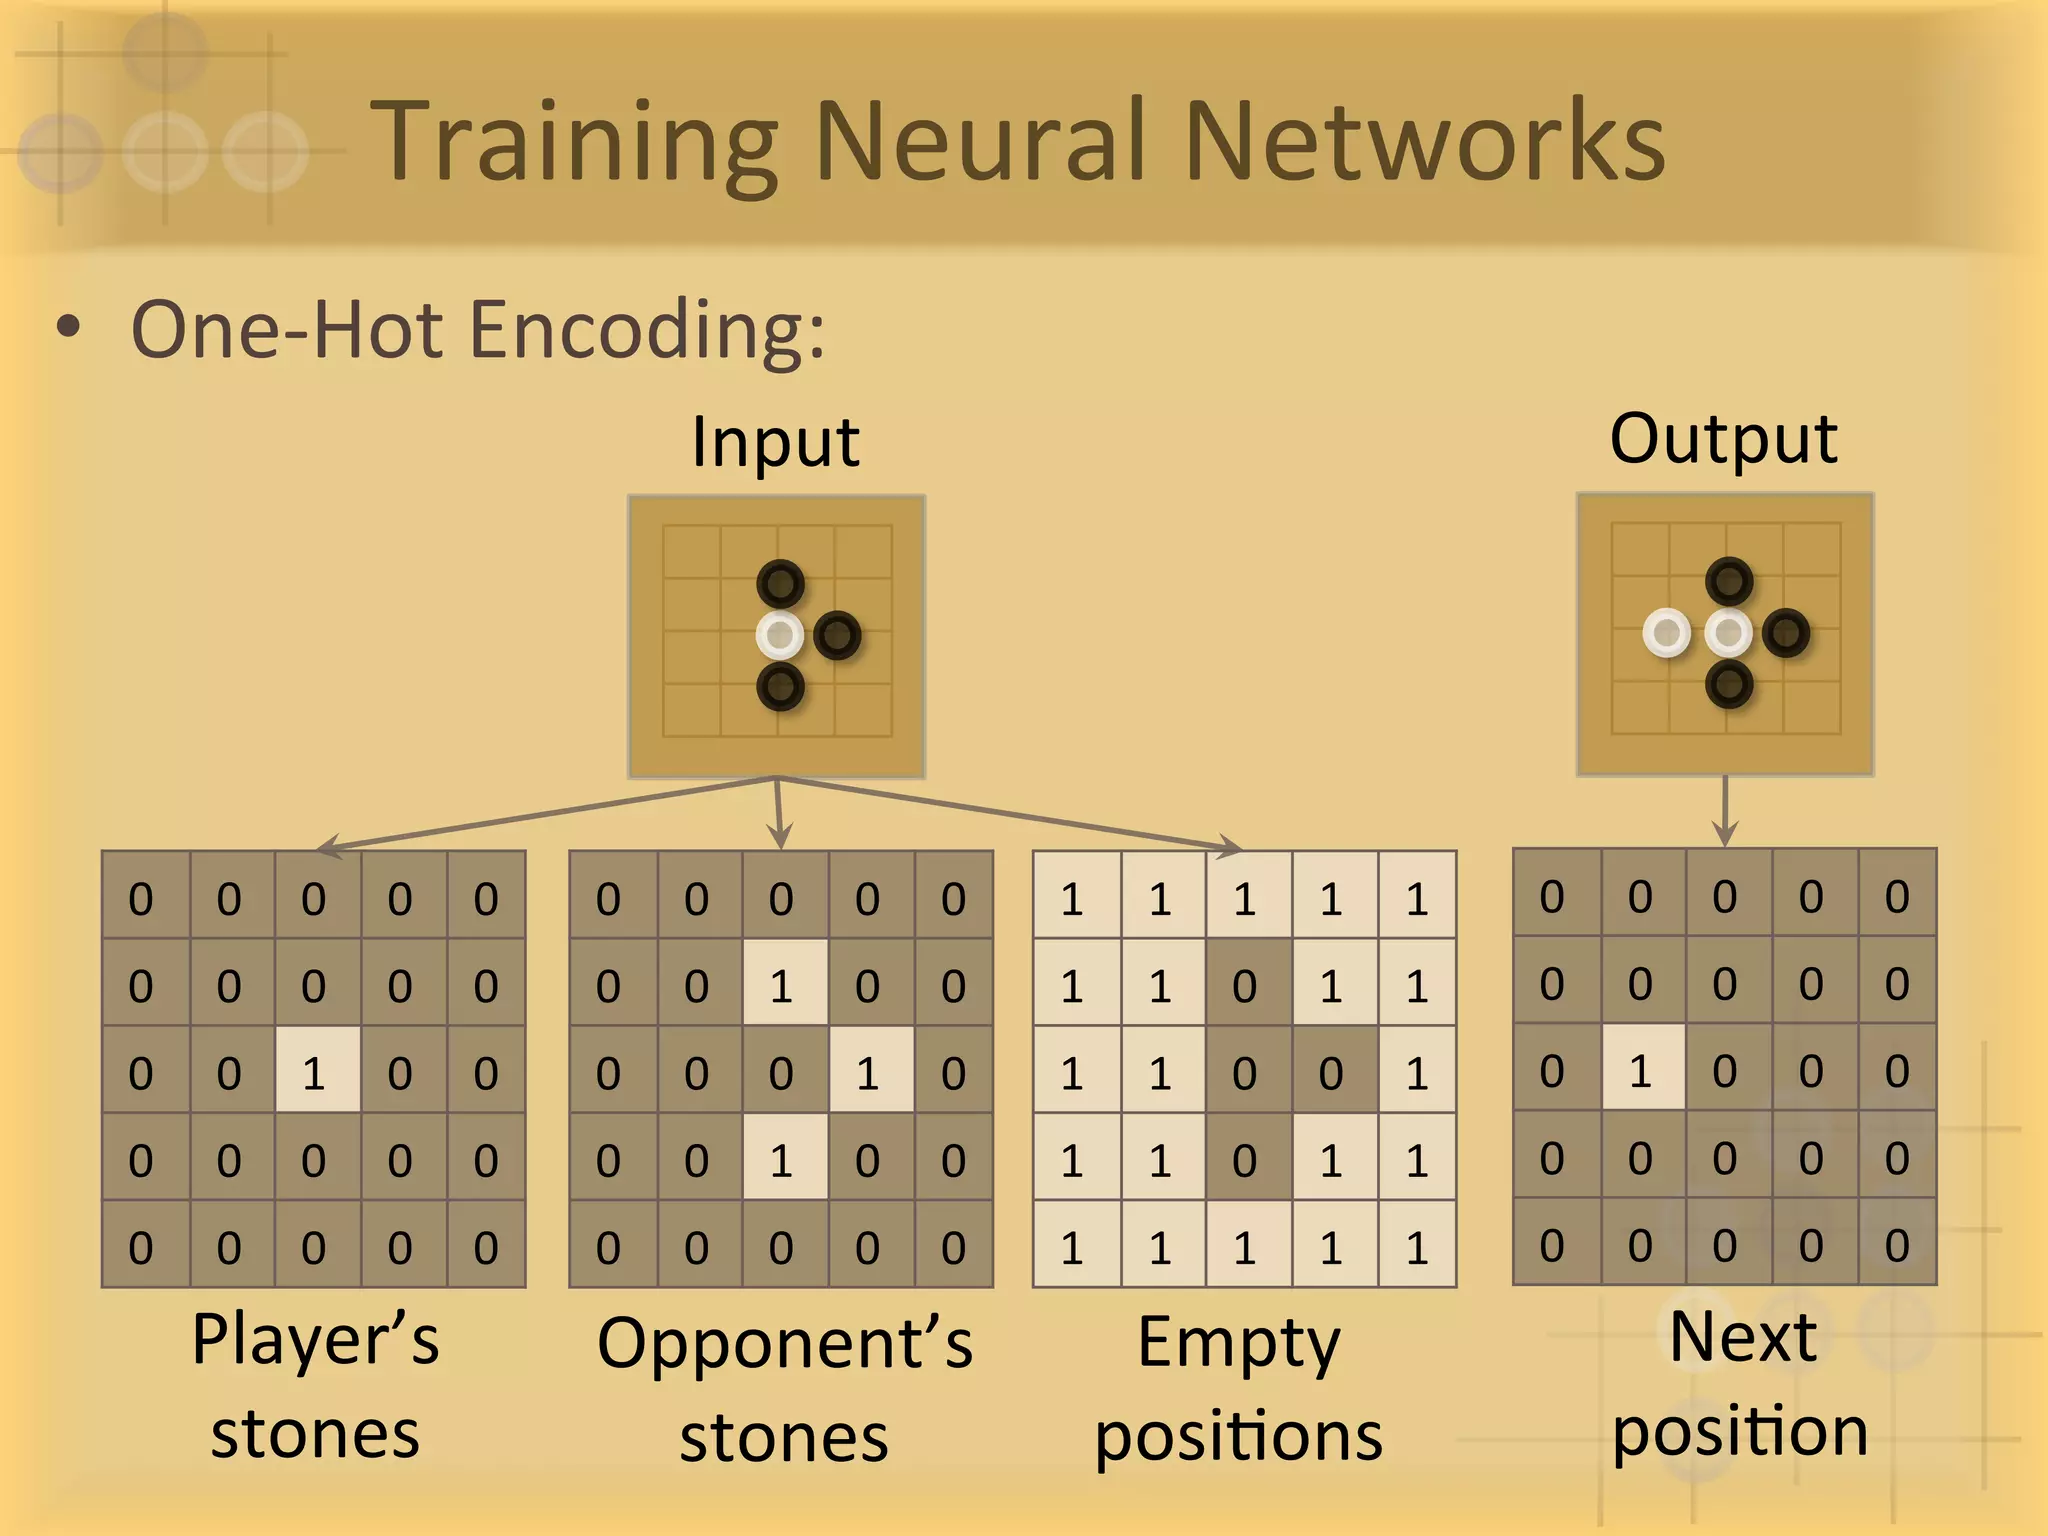 Training Neural Networks
• One-Hot Encoding:
Input
Output
0 0 0 0 0
0 0 0 0 0
0 0 1 0 0
0 0 0 0 0
0 0 0 0 0
Player’s
stones
0 0 0 0 0
0 0 1 0 0
0 0 0 1 0
0 0 1 0 0
0 0 0 0 0
Opponent’s
stones
1 1 1 1 1
1 1 0 1 1
1 1 0 0 1
1 1 0 1 1
1 1 1 1 1
Empty
positions
0 0 0 0 0
0 0 0 0 0
0 1 0 0 0
0 0 0 0 0
0 0 0 0 0
Next
position